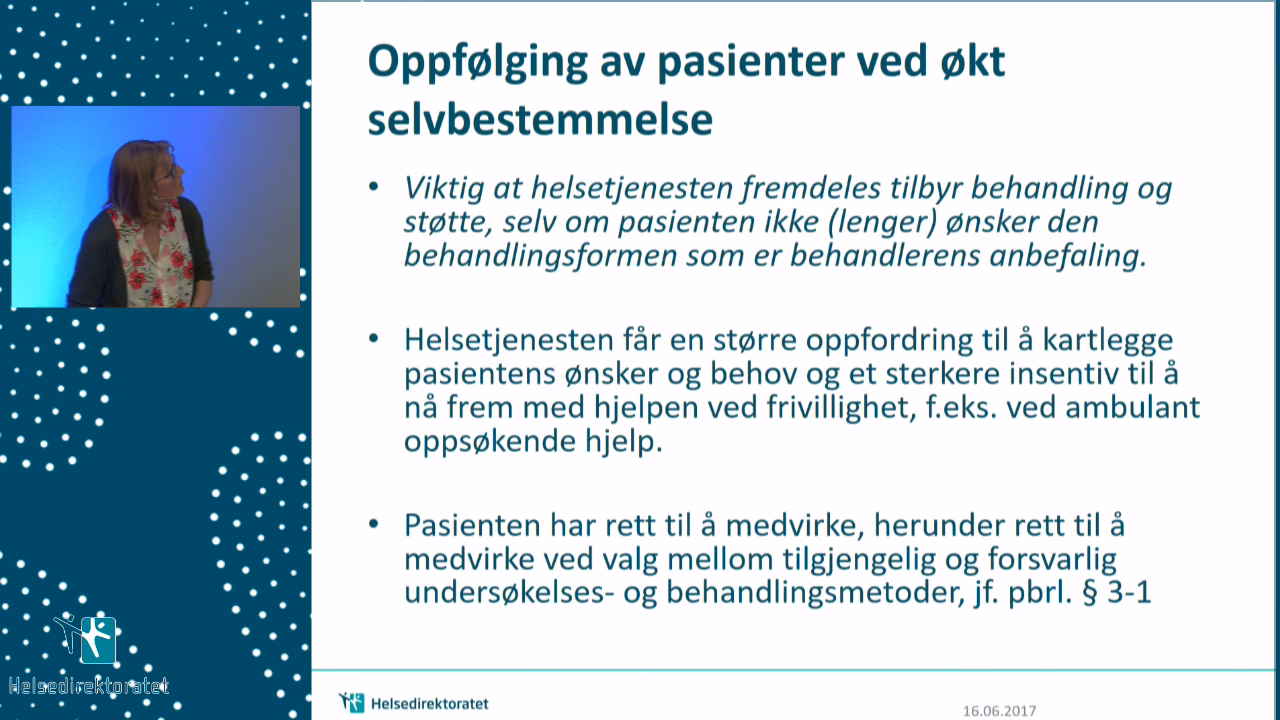 Oppfølging av pasienter ved økt
selvbestemmelse
• Viktig at helsetjenesten fremdeles tilbyr behandling og
støtte, selv om pasienten ikke (lenger) ønsker den
behandlingsformen som er behandlerens anbefaling.
• Helsetjenesten får en større oppfordring til å kartlegge
pasientens ønsker og behov og et sterkere insentiv til å
nå frem med hjelpen ved frivillighet, f.eks. ved ambulant
oppsøkende hjelp.
• Pasienten har rett til å medvirke, herunder rett til å
medvirke ved valg mellom tilgjengelig og forsvarlig
undersøkelses- og behandlingsmetoder, jf. pbrl. § 3-1
Helsedirektoratet
Helsedirektoratet
16.06.2017